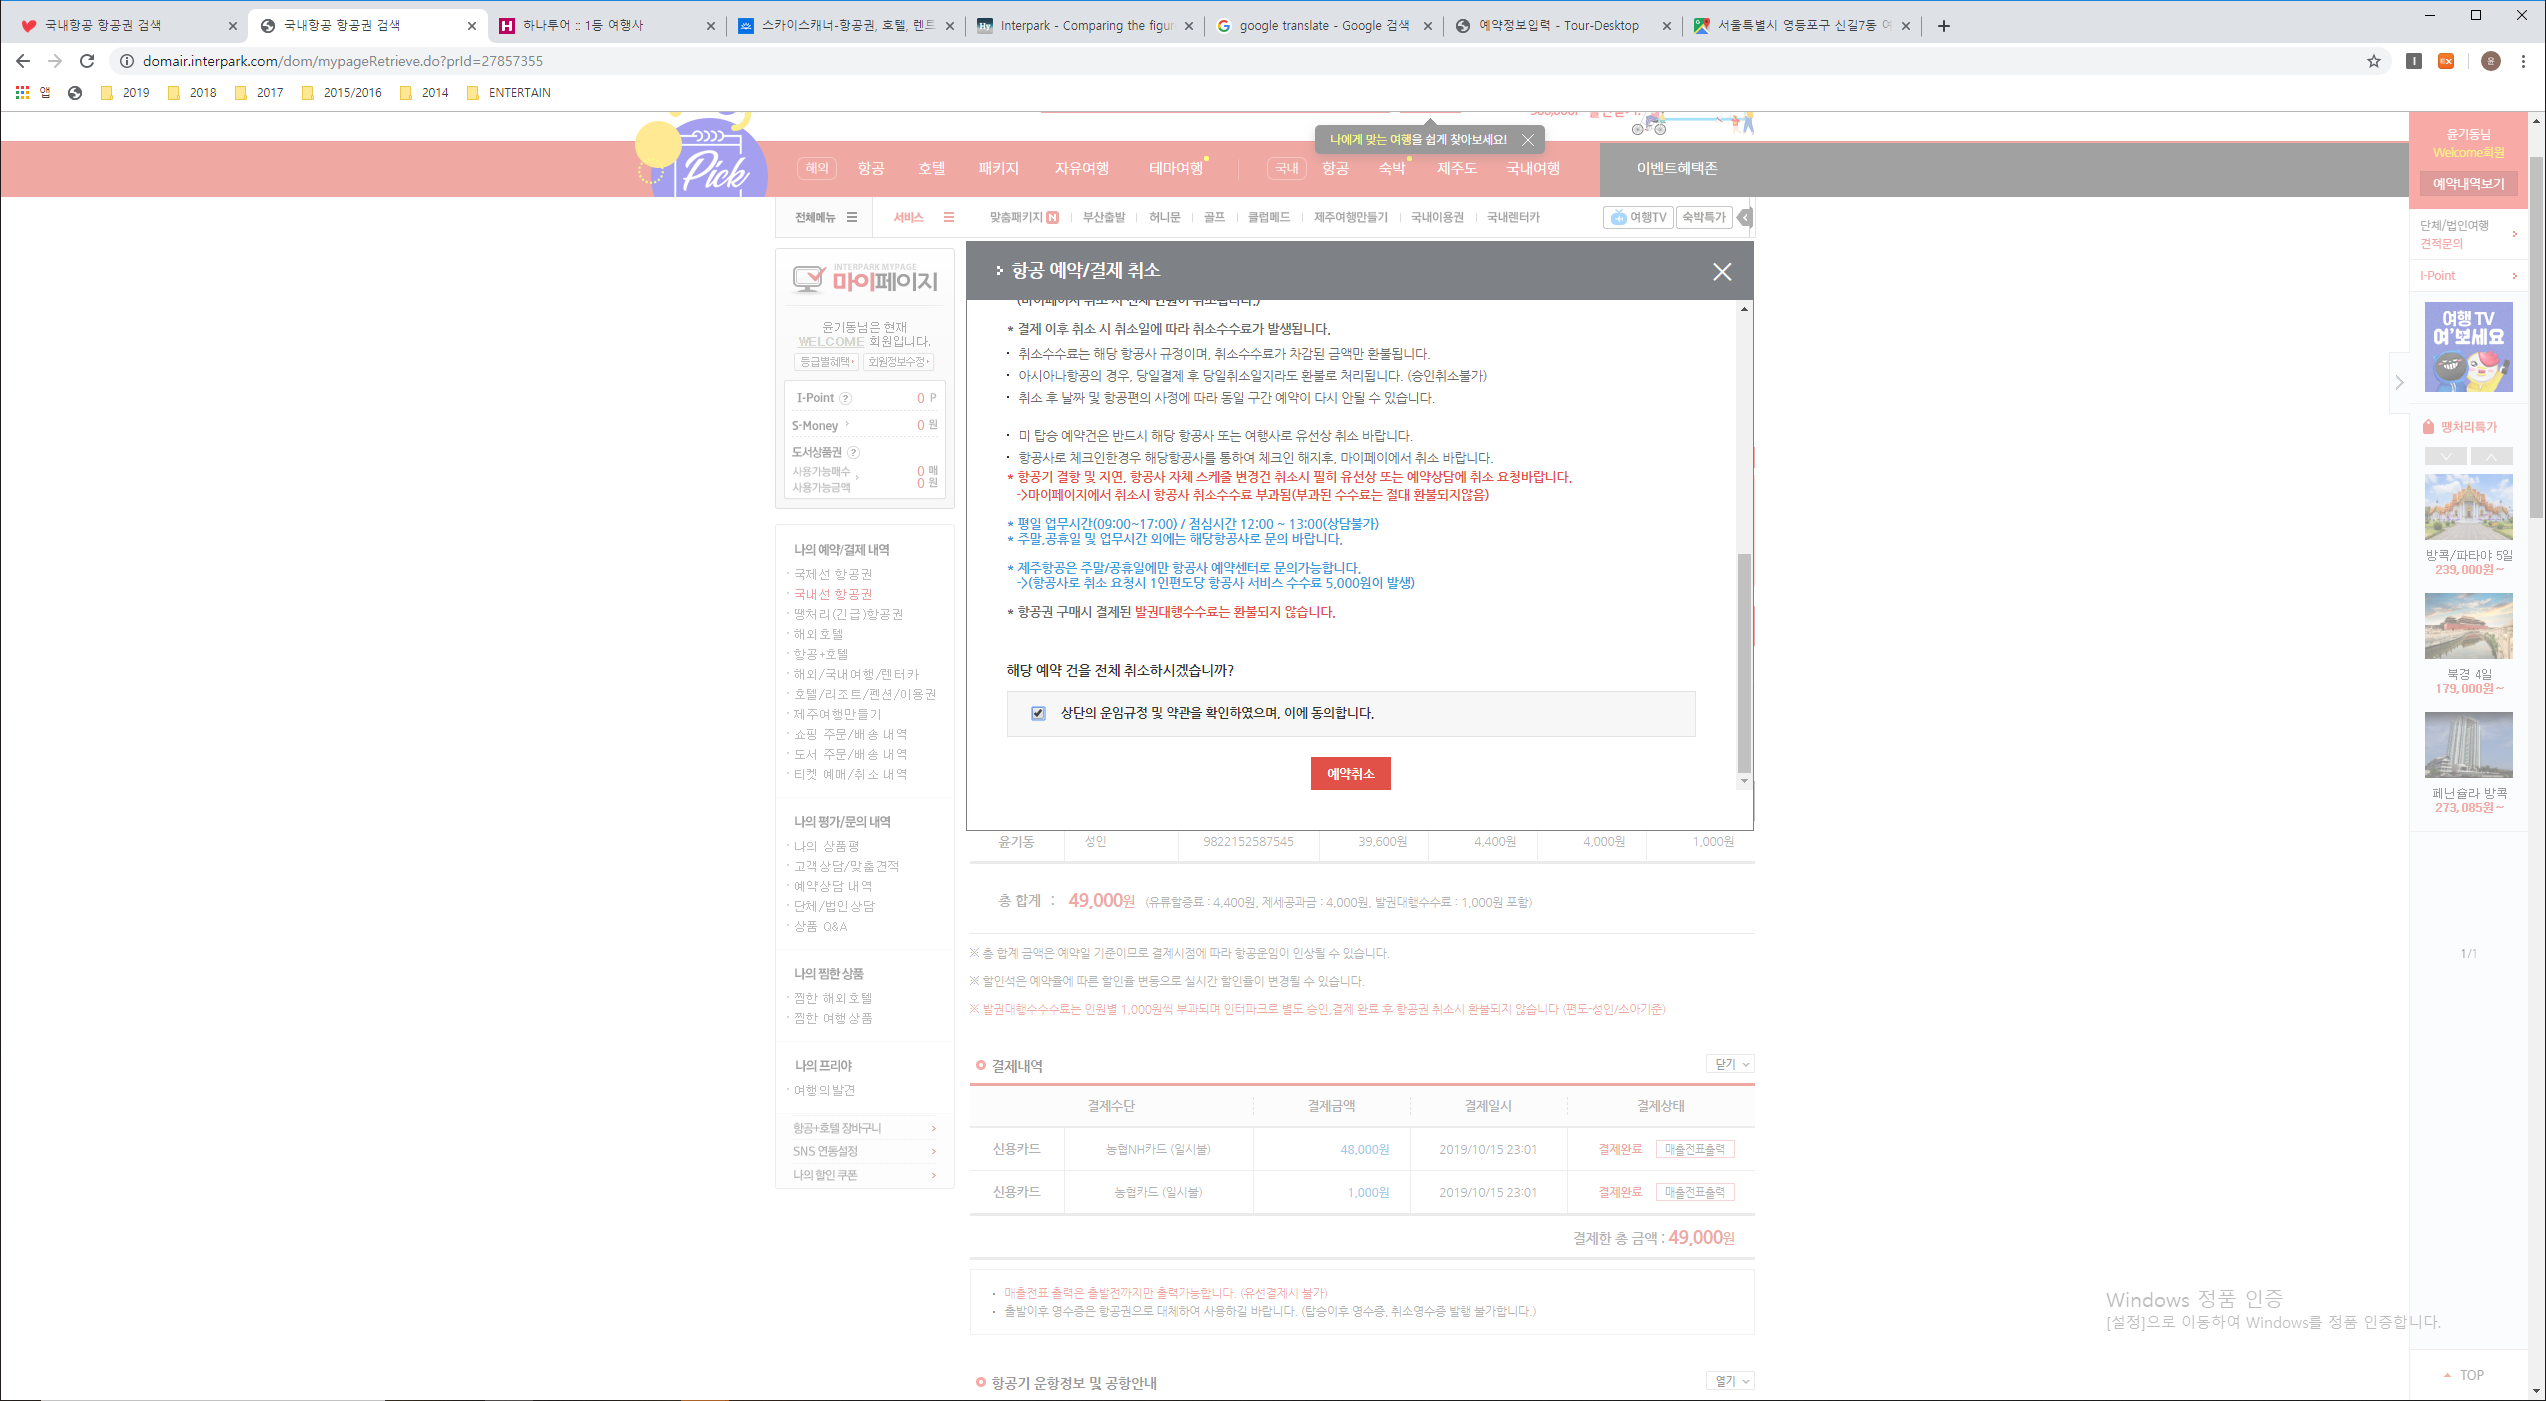 국내항공 항공권 검색
국내항공 항공권 검색
하나투어 :: 1등 여행사
스카이스캐너-항공권, 호텔, 렌트
Interpark - Comparing the figur
google translate - Google 검색
예약정보입력 - Tour-Desktop
서울특별시 영등포구 신길7동 여
domair.interpark.com/dom/mypageRetrieve.do?prId=27857355
앱
2019
2018
2017
2015/2016
2014
ENTERTAIN
나에게 맞는 여행을 쉽게 찾아보세요!
Pick
해외
항공
호텔
패키지
자유여행
테마여행
국내
항공
숙박
제주도
국내여행
이벤트혜택존
윤기동님
Welcome회원
예약내역보기
전체메뉴
서비스
맞춤패키지 N
부산출발
허니문
골프
클럽메드
제주여행만들기
국내이용권
국내렌터카
여행TV
숙박특가
단체/법인여행
견적문의
I-Point
여행 TV
여'보세요
땡처리특가
방콕/파타야 5일
239,000원~
북경 4일
179,000원~
페닌슐라 방콕
273,085원~
1/1
TOP
INTERPARK MYPAGE
마이페이지
윤기동님은 현재
WELCOME 회원입니다.
등급별혜택
회원정보수정
I-Point ? 0 P
S-Money 0 원
도서상품권 ?
사용가능매수 0 매
사용가능금액 0 원
나의 예약/결제 내역
국제선 항공권
국내선 항공권
땡처리(긴급)항공권
해외호텔
항공+호텔
해외/국내여행/렌터카
호텔/리조트/펜션/이용권
제주여행만들기
쇼핑 주문/배송 내역
도서 주문/배송 내역
티켓 예매/취소 내역
나의 평가/문의 내역
나의 상품평
고객상담/맞춤견적
예약상담 내역
단체/법인상담
상품 Q&A
나의 찜한 상품
찜한 해외호텔
찜한 여행상품
나의 프리야
여행의발견
항공+호텔 장바구니
SNS 연동설정
나의 할인 쿠폰
항공 예약/결제 취소
(마이페이지 취소 시 전체 인원이 취소됩니다.)
* 결제 이후 취소 시 취소일에 따라 취소수수료가 발생됩니다.
· 취소수수료는 해당 항공사 규정이며, 취소수수료가 차감된 금액만 환불됩니다.
· 아시아나항공의 경우, 당일결제 후 당일취소일지라도 환불로 처리됩니다. (승인취소불가)
· 취소 후 날짜 및 항공편의 사정에 따라 동일 구간 예약이 다시 안될 수 있습니다.
· 미 탑승 예약건은 반드시 해당 항공사 또는 여행사로 유선상 취소 바랍니다.
· 항공사로 체크인한경우 해당항공사를 통하여 체크인 해지후, 마이페이에서 취소 바랍니다.
* 항공기 결항 및 지연, 항공사 자체 스케줄 변경건 취소시 필히 유선상 또는 예약상담에 취소 요청바랍니다.
->마이페이지에서 취소시 항공사 취소수수료 부과됨(부과된 수수료는 절대 환불되지않음)
* 평일 업무시간(09:00~17:00) / 점심시간 12:00 ~ 13:00(상담불가)
* 주말,공휴일 및 업무시간 외에는 해당항공사로 문의 바랍니다.
* 제주항공은 주말/공휴일에만 항공사 예약센터로 문의가능합니다.
->(항공사로 취소 요청시 1인편도당 항공사 서비스 수수료 5,000원이 발생)
* 항공권 구매시 결제된 발권대행수수료는 환불되지 않습니다.
해당 예약 건을 전체 취소하시겠습니까?
상단의 운임규정 및 약관을 확인하였으며, 이에 동의합니다.
예약취소
윤기동 성인 9822152587545 39,600원 4,400원 4,000원 1,000원
총 합계 : 49,000원 (유류할증료 : 4,400원, 제세공과금 : 4,000원, 발권대행수수료 : 1,000원 포함)
※ 총 합계 금액은 예약일 기준이므로 결제시점에 따라 항공운임이 인상될 수 있습니다.
※ 할인석은 예약율에 따른 할인율 변동으로 실시간 할인율이 변경될 수 있습니다.
※ 발권대행수수수료는 인원별 1,000원씩 부과되며 인터파크로 별도 승인,결제 완료 후 항공권 취소시 환불되지 않습니다 (편도-성인/소아기준)
결제내역
닫기
결제수단 결제금액 결제일시 결제상태
신용카드 농협NH카드 (일시불) 48,000원 2019/10/15 23:01 결제완료 매출전표출력
신용카드 농협카드 (일시불) 1,000원 2019/10/15 23:01 결제완료 매출전표출력
결제한 총 금액 : 49,000원
· 매출전표 출력은 출발전까지만 출력가능합니다. (유선결제시 불가)
· 출발이후 영수증은 항공권으로 대체하여 사용하길 바랍니다. (탑승이후 영수증, 취소영수증 발행 불가합니다.)
항공기 운항정보 및 공항안내
열기
Windows 정품 인증
[설정]으로 이동하여 Windows를 정품 인증합니다.